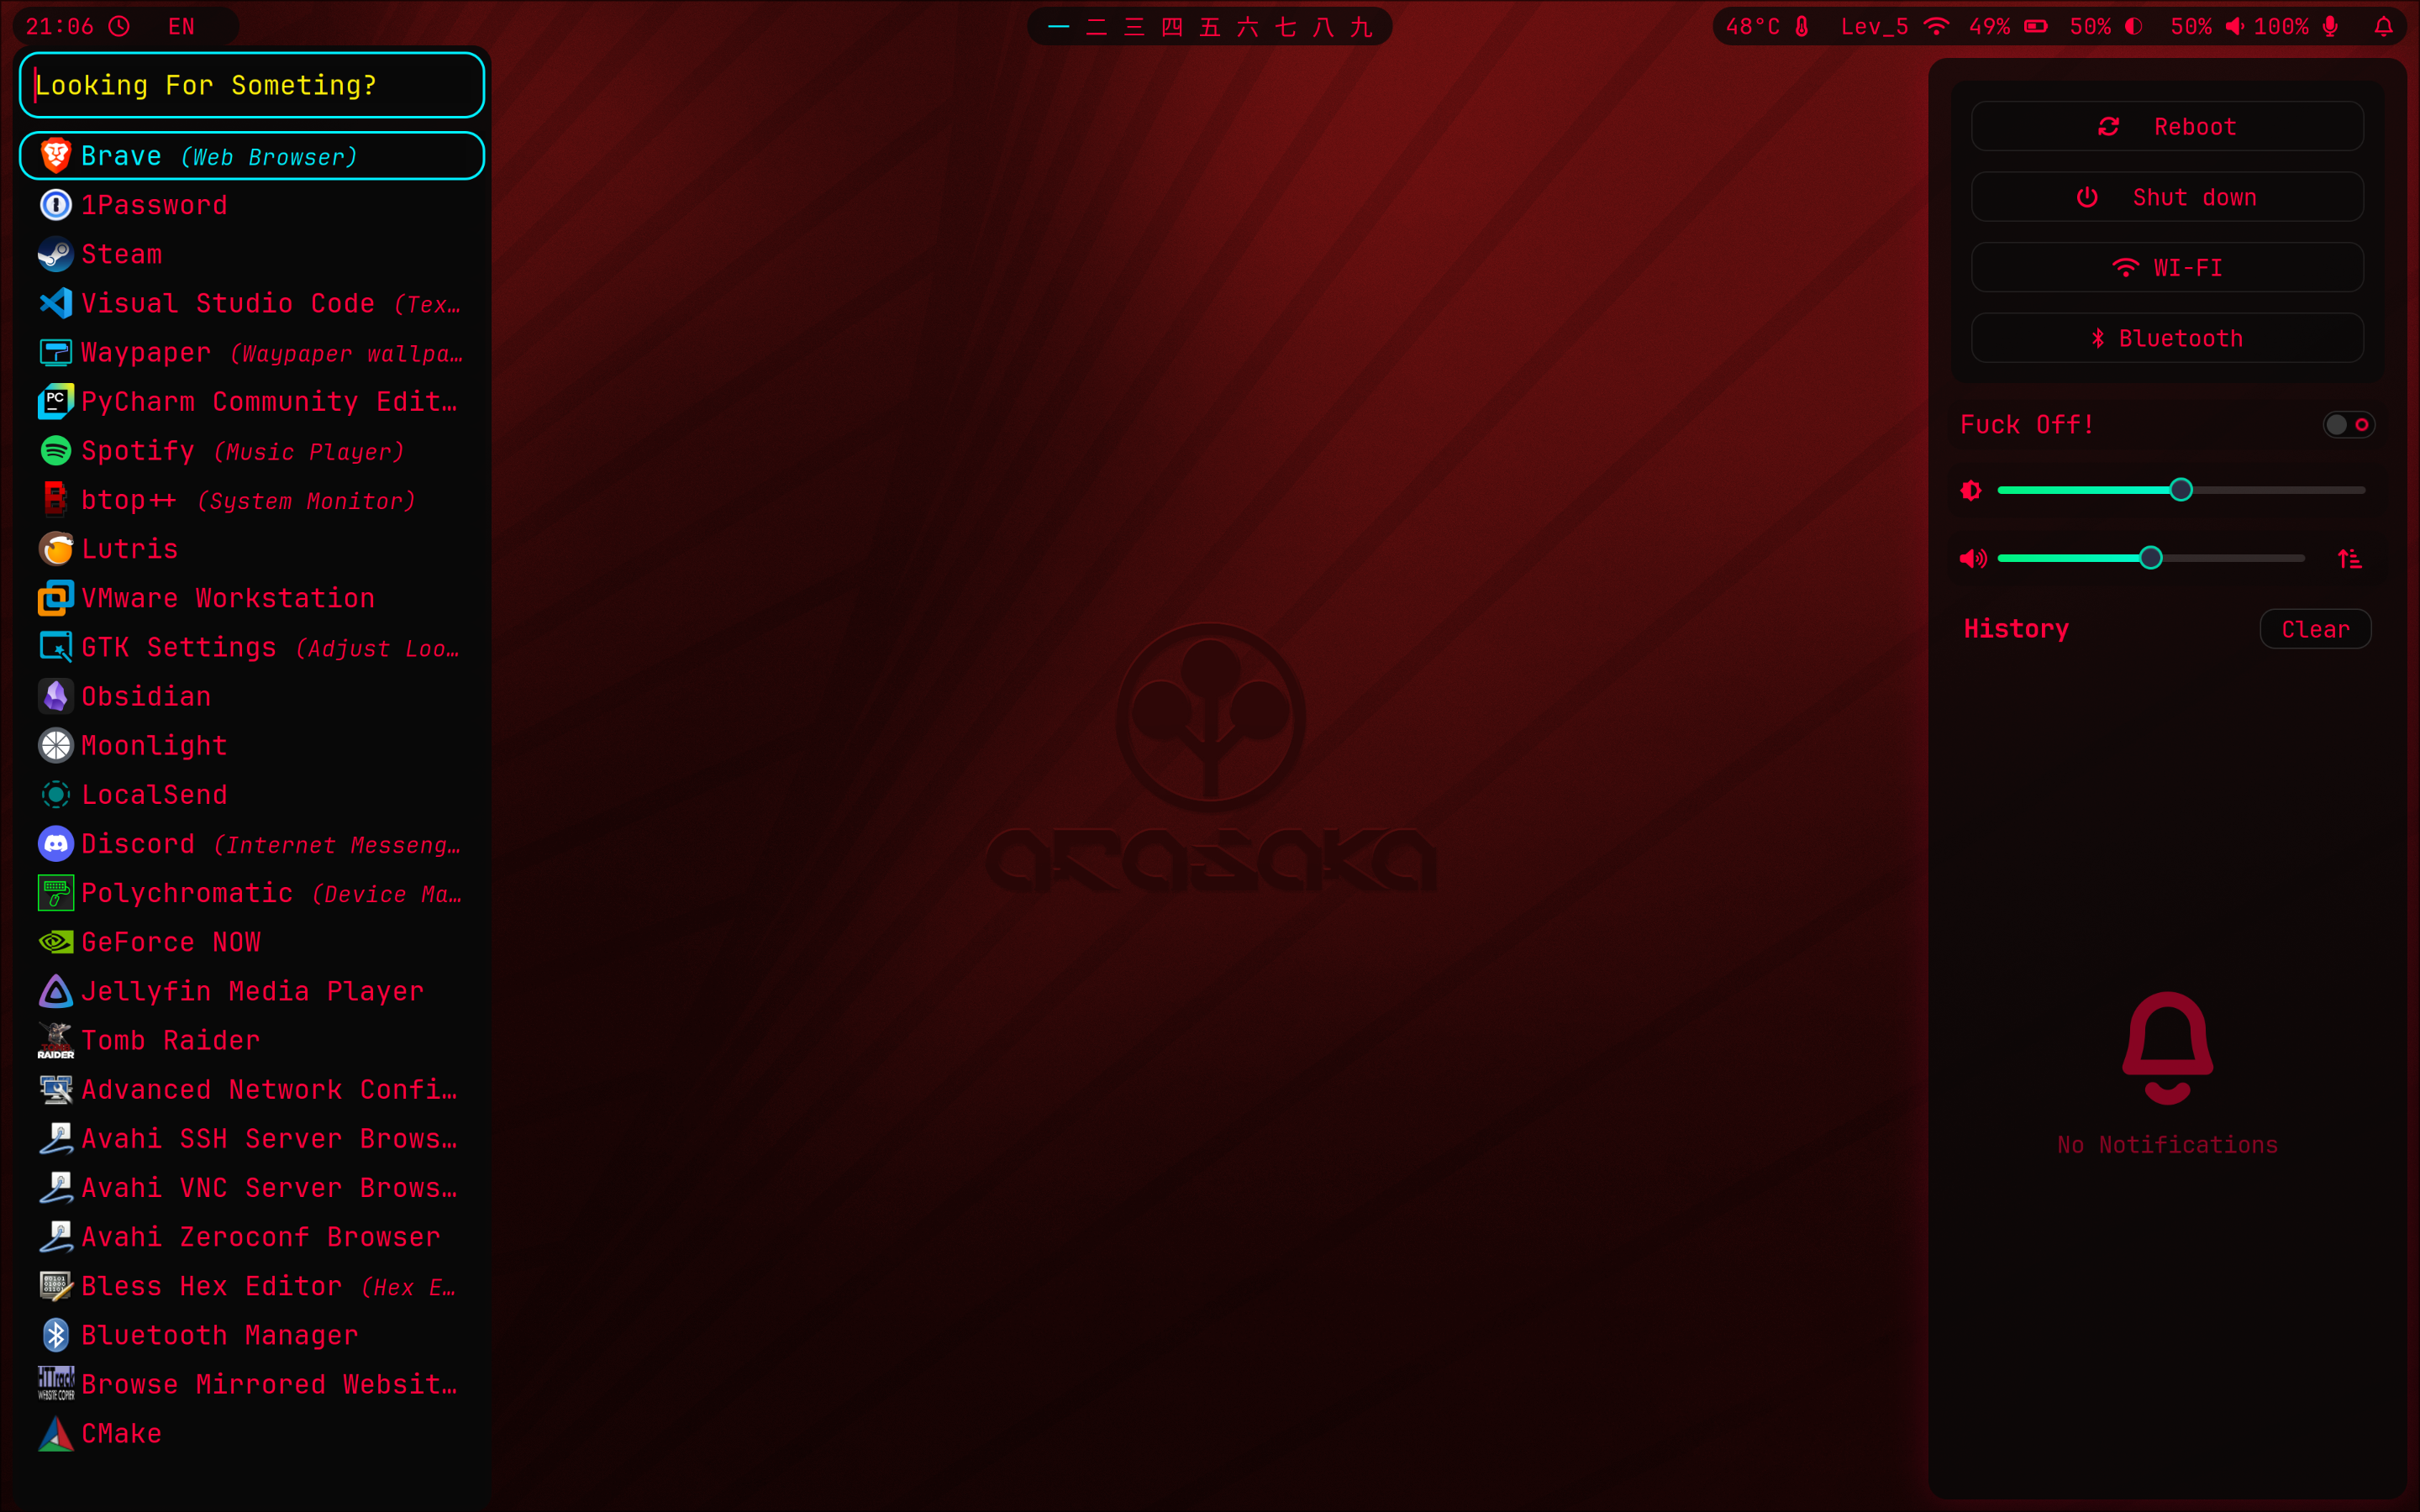 21:06 EN
一 二 三 四 五 六 七 八 九
48°C Lev_5 49% 50% 50% 100%
Looking For Someting?
Brave (Web Browser)
1Password
Steam
Visual Studio Code (Tex…
Waypaper (Waypaper wallpa…
PyCharm Community Edit…
Spotify (Music Player)
btop++ (System Monitor)
Lutris
VMware Workstation
GTK Settings (Adjust Loo…
Obsidian
Moonlight
LocalSend
Discord (Internet Messeng…
Polychromatic (Device Ma…
GeForce NOW
Jellyfin Media Player
Tomb Raider
Advanced Network Confi…
Avahi SSH Server Brows…
Avahi VNC Server Brows…
Avahi Zeroconf Browser
Bless Hex Editor (Hex E…
Bluetooth Manager
Browse Mirrored Websit…
CMake
arasaka
Reboot
Shut down
WI-FI
Bluetooth
Fuck Off!
History Clear
No Notifications